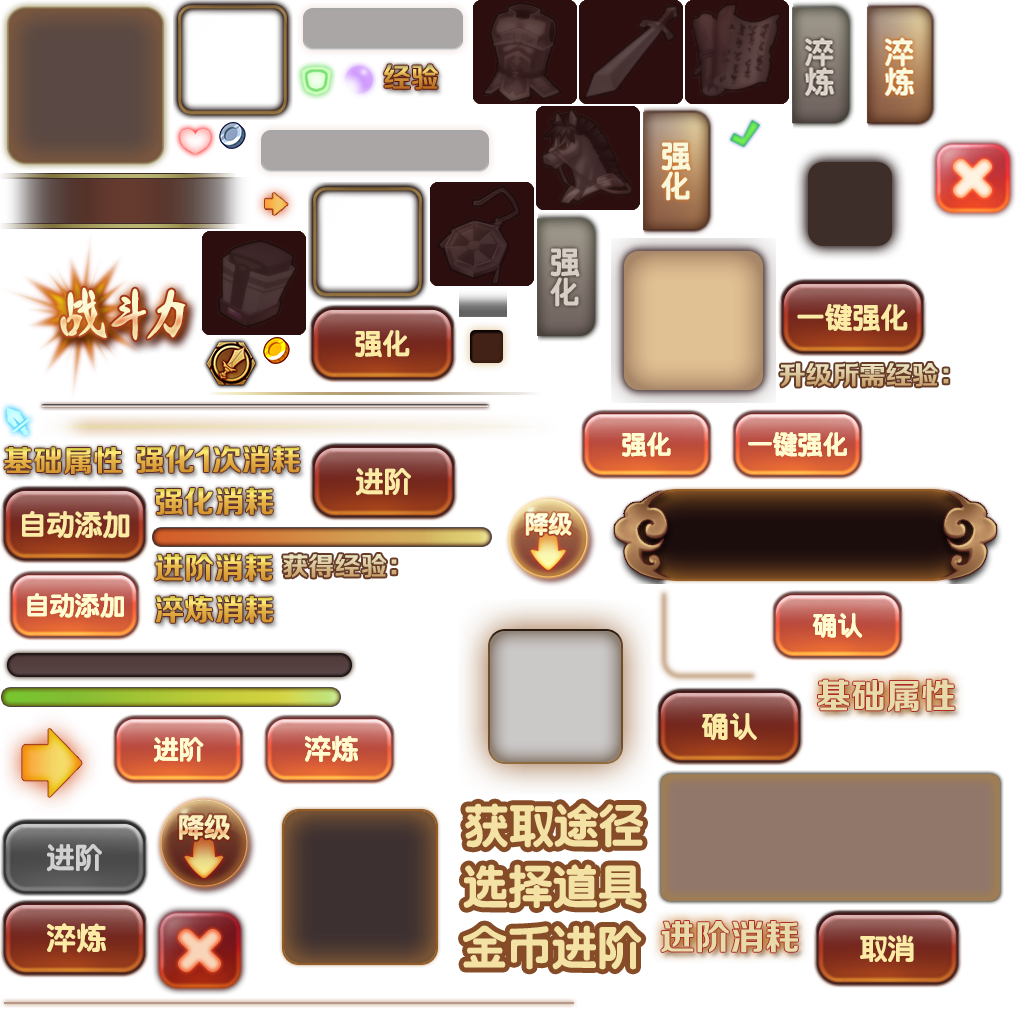 经验
淬炼
淬炼
强化
强化
战斗力
强化
一键强化
升级所需经验：
强化
一键强化
基础属性
强化1次消耗
进阶
强化消耗
自动添加
降级
进阶消耗
获得经验：
自动添加
淬炼消耗
确认
基础属性
确认
进阶
淬炼
降级
获取途径
进阶
选择道具
淬炼
金币进阶
进阶消耗
取消